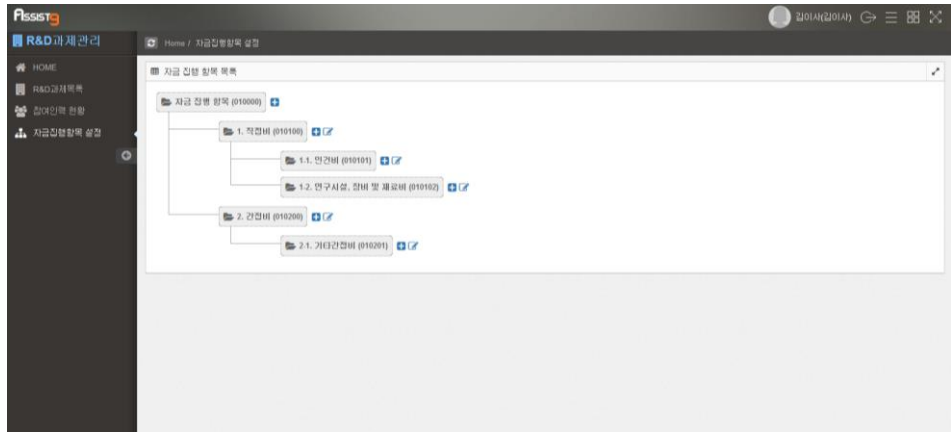 Assist9
김이사(김이사)
R&D과제관리
Home / 자금집행항목 설정
HOME
R&D과제목록
참여인력 현황
자금집행항목 설정
자금 집행 항목 목록
자금 집행 항목 (010000)
1. 직접비 (010100)
1.1. 인건비 (010101)
1-2. 연구시설, 장비 및 재료비 (010102)
2. 간접비 (010200)
2-1. 기타간접비 (010201)